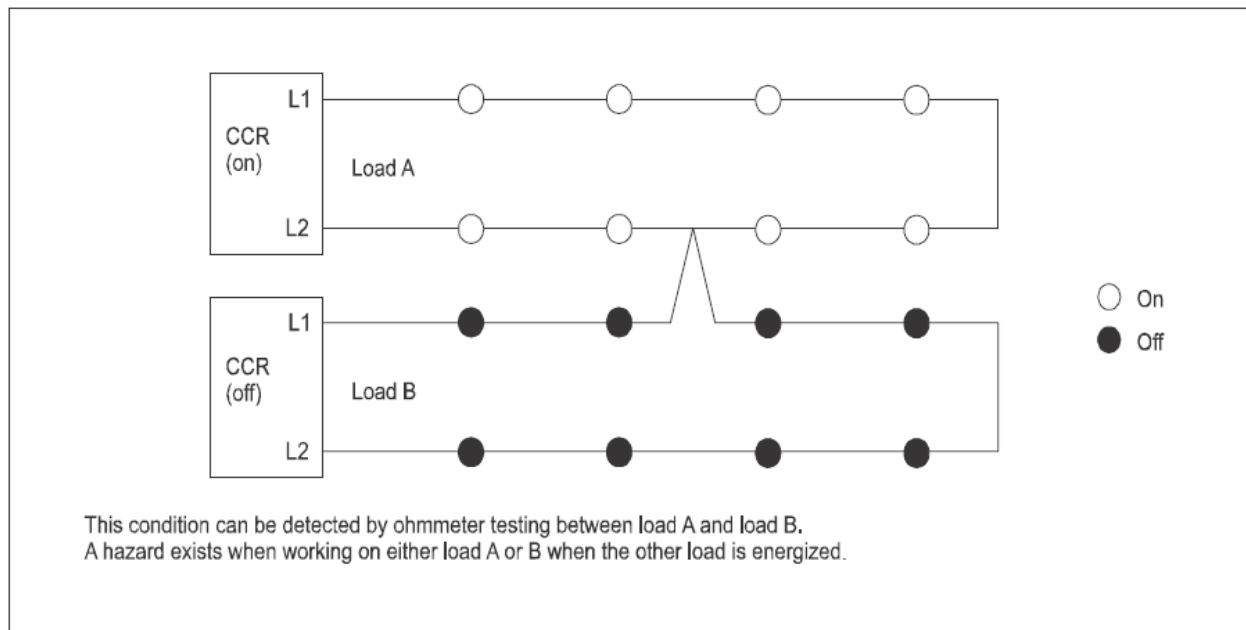 L1
CCR
(on)
Load A
L2
L1
CCR
(off)
Load B
L2
On
Off
This condition can be detected by ohmmeter testing between load A and load B.
A hazard exists when working on either load A or B when the other load is energized.